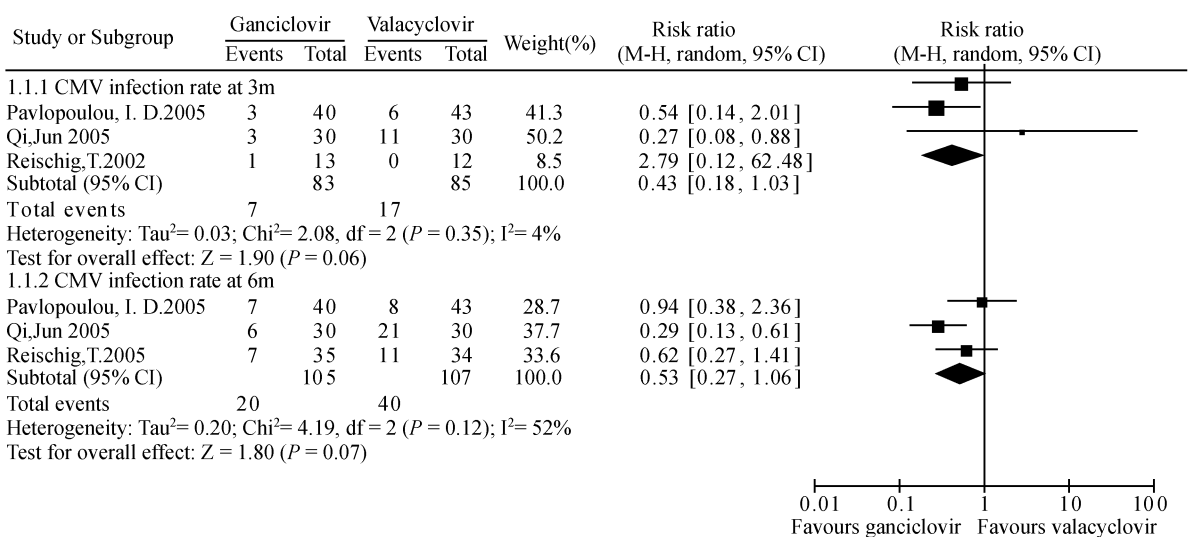 Study or Subgroup Ganciclovir Valacyclovir Weight(%) Risk ratio Risk ratio
Events Total Events Total (M-H, random, 95% CI) (M-H, random, 95% CI)
1.1.1 CMV infection rate at 3m
Pavlopoulou, I. D.2005 3 40 6 43 41.3 0.54 [0.14, 2.01]
Qi,Jun 2005 3 30 11 30 50.2 0.27 [0.08, 0.88]
Reischig,T.2002 1 13 0 12 8.5 2.79 [0.12, 62.48]
Subtotal (95% CI) 83 85 100.0 0.43 [0.18, 1.03]
Total events 7 17
Heterogeneity: Tau²= 0.03; Chi²= 2.08, df = 2 (P = 0.35); I²= 4%
Test for overall effect: Z = 1.90 (P = 0.06)
1.1.2 CMV infection rate at 6m
Pavlopoulou, I. D.2005 7 40 8 43 28.7 0.94 [0.38, 2.36]
Qi,Jun 2005 6 30 21 30 37.7 0.29 [0.13, 0.61]
Reischig,T.2005 7 35 11 34 33.6 0.62 [0.27, 1.41]
Subtotal (95% CI) 105 107 100.0 0.53 [0.27, 1.06]
Total events 20 40
Heterogeneity: Tau²= 0.20; Chi²= 4.19, df = 2 (P = 0.12); I²= 52%
Test for overall effect: Z = 1.80 (P = 0.07)
0.01 0.1 1 10 100
Favours ganciclovir Favours valacyclovir